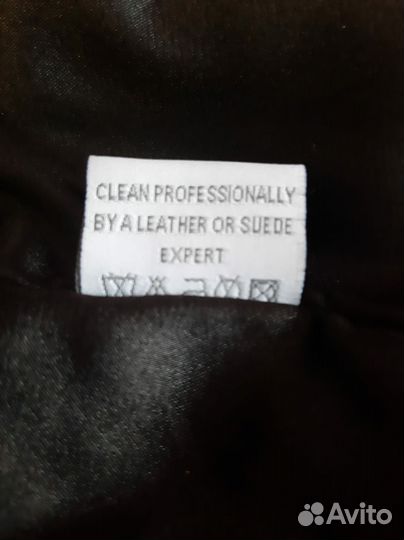 CLEAN PROFESSIONALLY
BY A LEATHER OR SUEDE
EXPERT
Avito